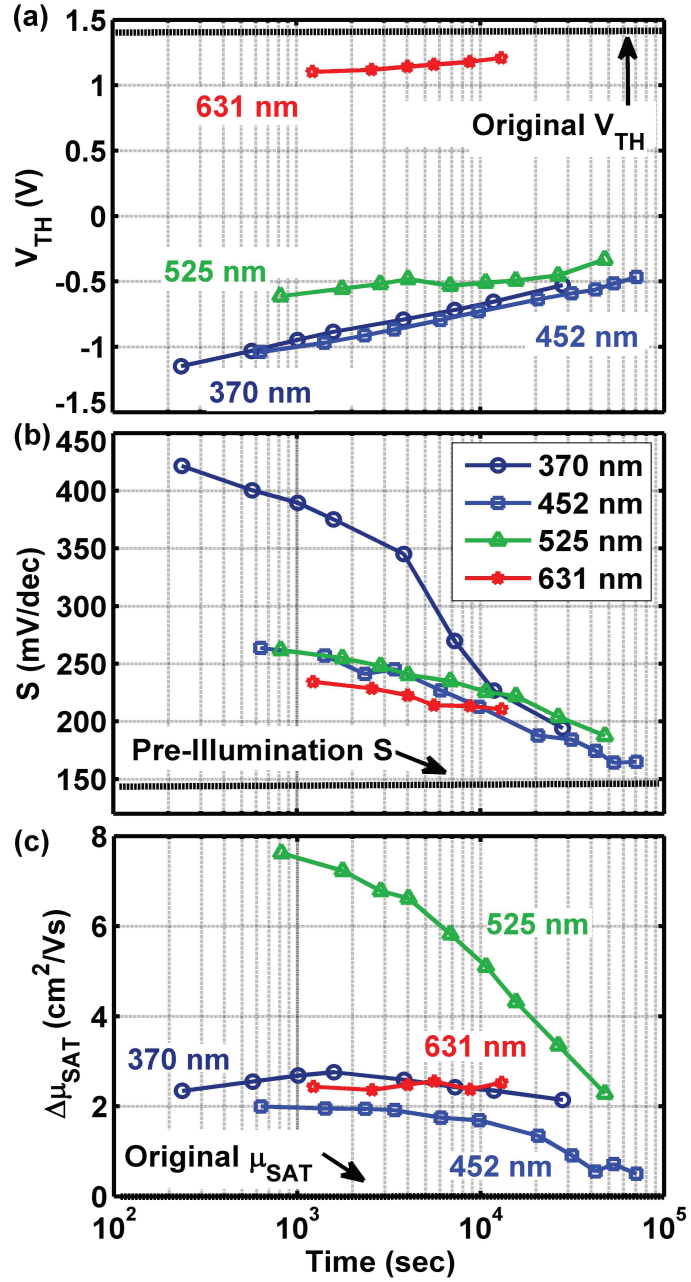 (a)
1.5
1
0.5
0
-0.5
-1
-1.5
V_TH (V)
631 nm
Original V_TH
525 nm
452 nm
370 nm
(b)
450
400
350
300
250
200
150
S (mV/dec)
370 nm
452 nm
525 nm
631 nm
Pre-Illumination S
(c)
8
6
4
2
0
Δμ_SAT (cm²/Vs)
525 nm
370 nm
631 nm
Original μ_SAT
452 nm
10² 10³ 10⁴ 10⁵
Time (sec)